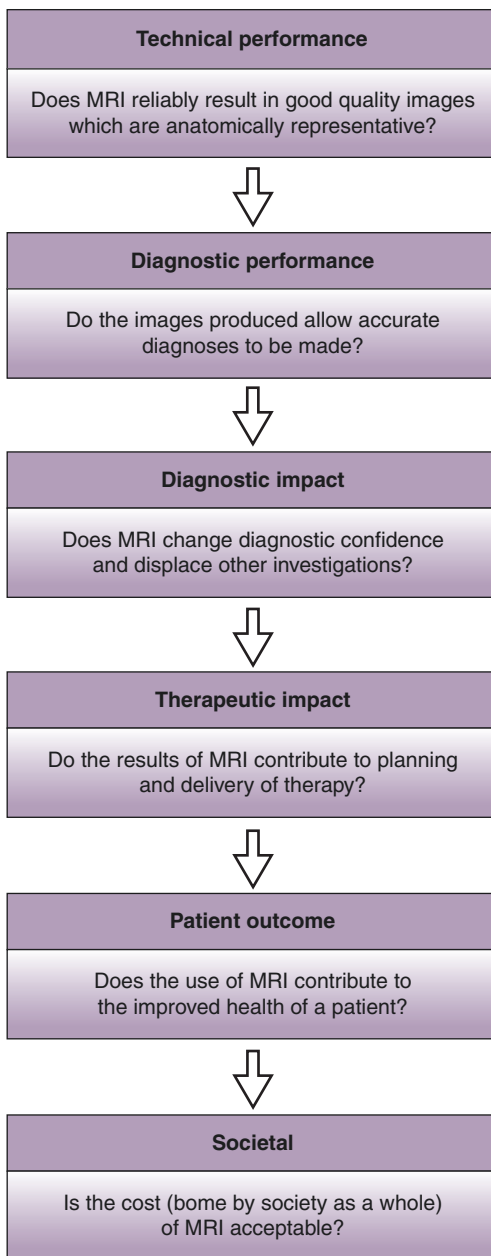 Technical performance
Does MRI reliably result in good quality images
which are anatomically representative?
Diagnostic performance
Do the images produced allow accurate
diagnoses to be made?
Diagnostic impact
Does MRI change diagnostic confidence
and displace other investigations?
Therapeutic impact
Do the results of MRI contribute to planning
and delivery of therapy?
Patient outcome
Does the use of MRI contribute to
the improved health of a patient?
Societal
Is the cost (bome by society as a whole)
of MRI acceptable?